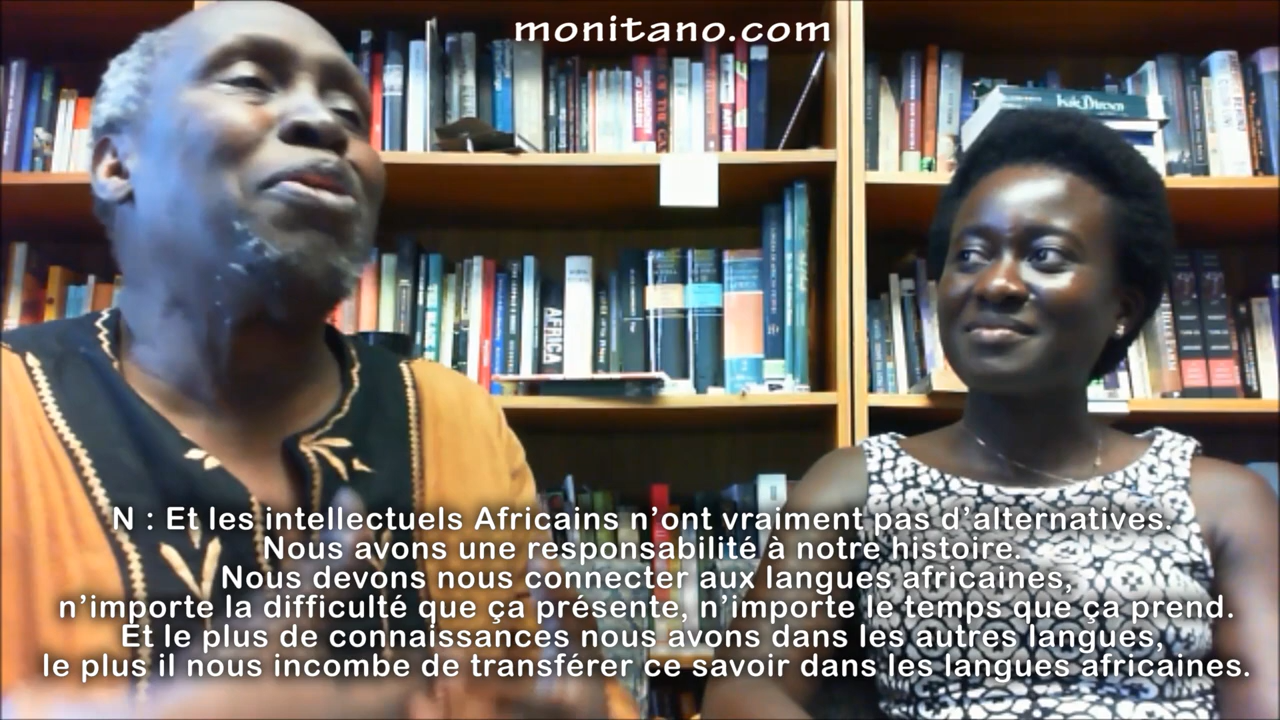 monitano.com
Isak Dinesen
AFRICA
N : Et les intellectuels Africains n’ont vraiment pas d’alternatives.
Nous avons une responsabilité à notre histoire.
Nous devons nous connecter aux langues africaines,
n’importe la difficulté que ça présente, n’importe le temps que ça prend.
Et le plus de connaissances nous avons dans les autres langues,
le plus il nous incombe de transférer ce savoir dans les langues africaines.